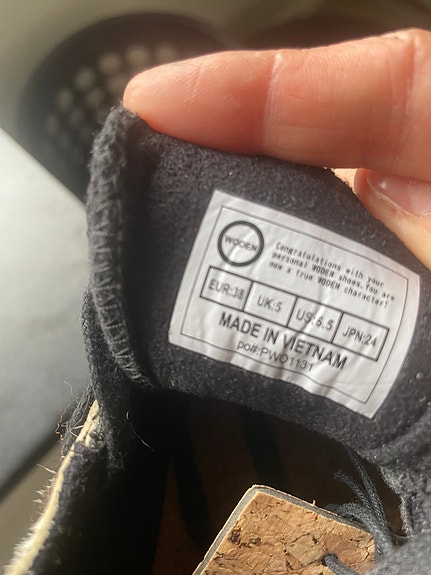 WODEN
Congratulations with your
personal WODEN shoes. You are
now a true WODEN character!
EUR:38 UK:5 US:6.5 JPN:24
MADE IN VIETNAM
po#:PWO1131